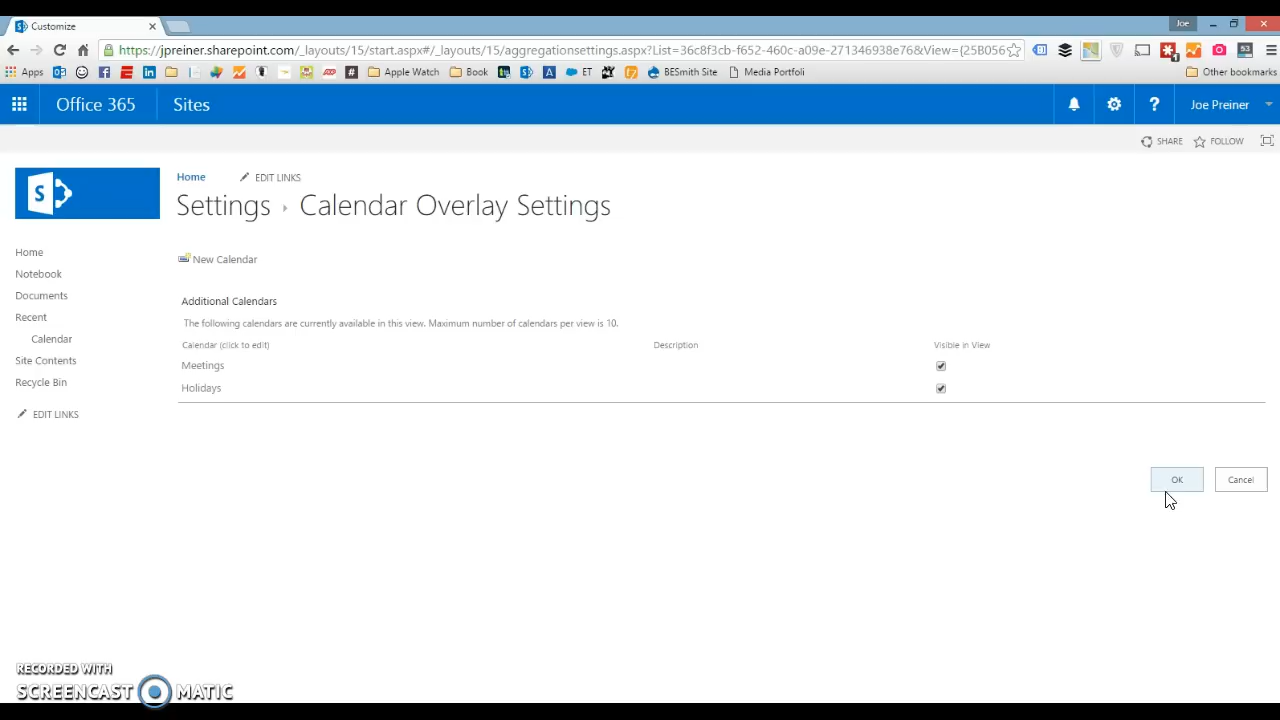 Customize
Joe
https://jpreiner.sharepoint.com/_layouts/15/start.aspx#/_layouts/15/aggregationsettings.aspx?List=36c8f3cb-f652-460c-a09e-271346938e76&View={25B056
Apps
Apple Watch
Book
ET
BESmith Site
Media Portfoli
Other bookmarks
Office 365
Sites
Joe Preiner
SHARE
FOLLOW
Home
EDIT LINKS
Settings
Calendar Overlay Settings
Home
Notebook
Documents
Recent
Calendar
Site Contents
Recycle Bin
EDIT LINKS
New Calendar
Additional Calendars
The following calendars are currently available in this view. Maximum number of calendars per view is 10.
Calendar (click to edit) Description Visible in View
Meetings
Holidays
OK Cancel
RECORDED WITH
SCREENCAST MATIC